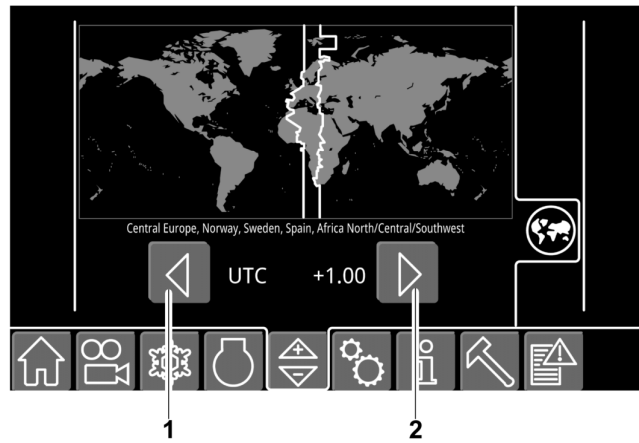 Central Europe, Norway, Sweden, Spain, Africa North/Central/Southwest
UTC +1.00
1 2